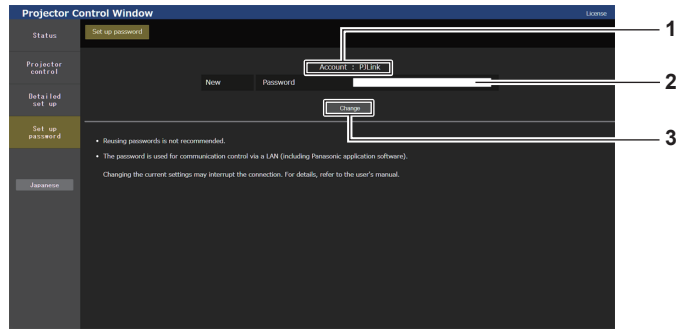 Projector Control Window
License
Status
Set up password
Projector
control
Detailed
set up
Set up
password
Japanese
Account : PJLink
New Password
Change
• Reusing passwords is not recommended.
• The password is used for communication control via a LAN (including Panasonic application software).
Changing the current settings may interrupt the connection. For details, refer to the user's manual.
1
2
3